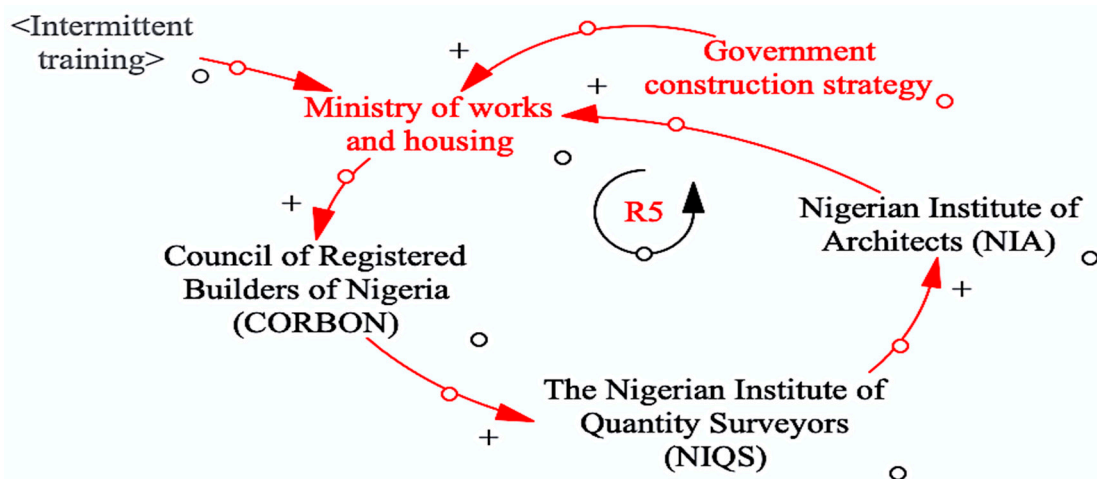 <Intermittent
training>
+
Government
construction strategy
+
Ministry of works
and housing
R5
+
Nigerian Institute of
Architects (NIA)
Council of Registered
Builders of Nigeria
(CORBON)
+
The Nigerian Institute of
Quantity Surveyors
(NIQS)
+